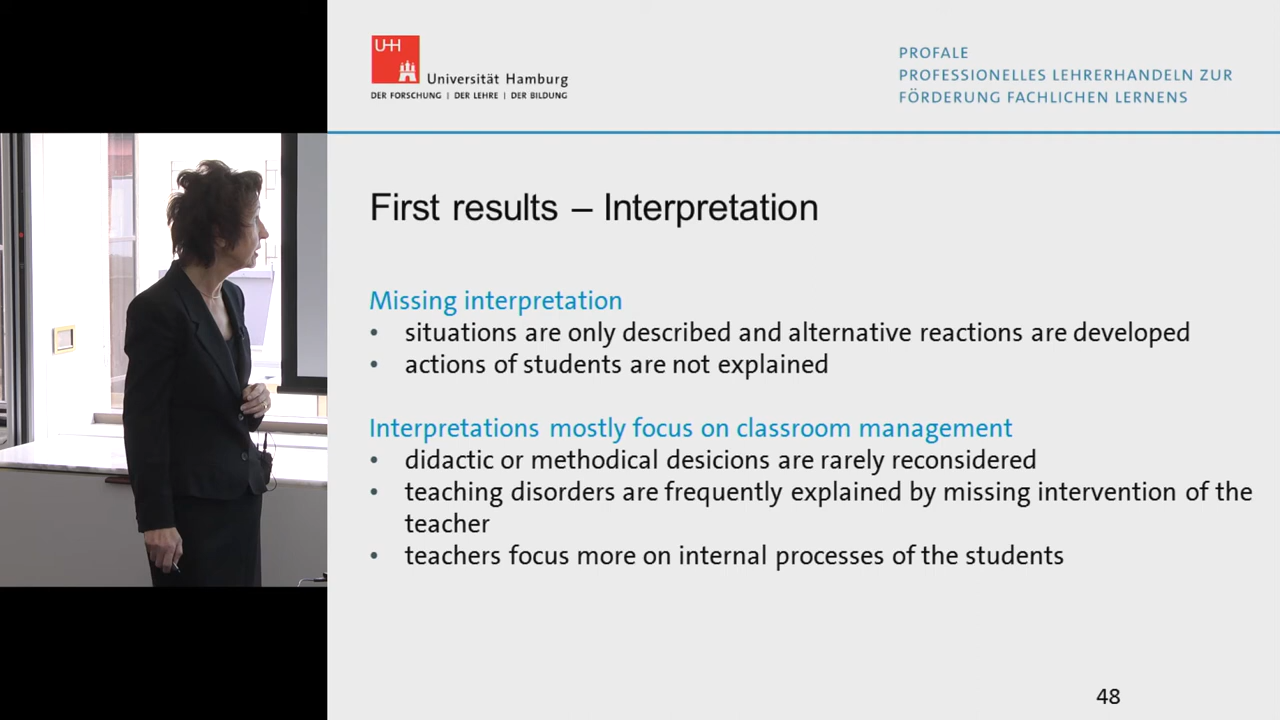 UHH
Universität Hamburg
DER FORSCHUNG | DER LEHRE | DER BILDUNG
PROFALE
PROFESSIONELLES LEHRERHANDELN ZUR
FÖRDERUNG FACHLICHEN LERNENS
First results – Interpretation
Missing interpretation
• situations are only described and alternative reactions are developed
• actions of students are not explained
Interpretations mostly focus on classroom management
• didactic or methodical desicions are rarely reconsidered
• teaching disorders are frequently explained by missing intervention of the
teacher
• teachers focus more on internal processes of the students
48